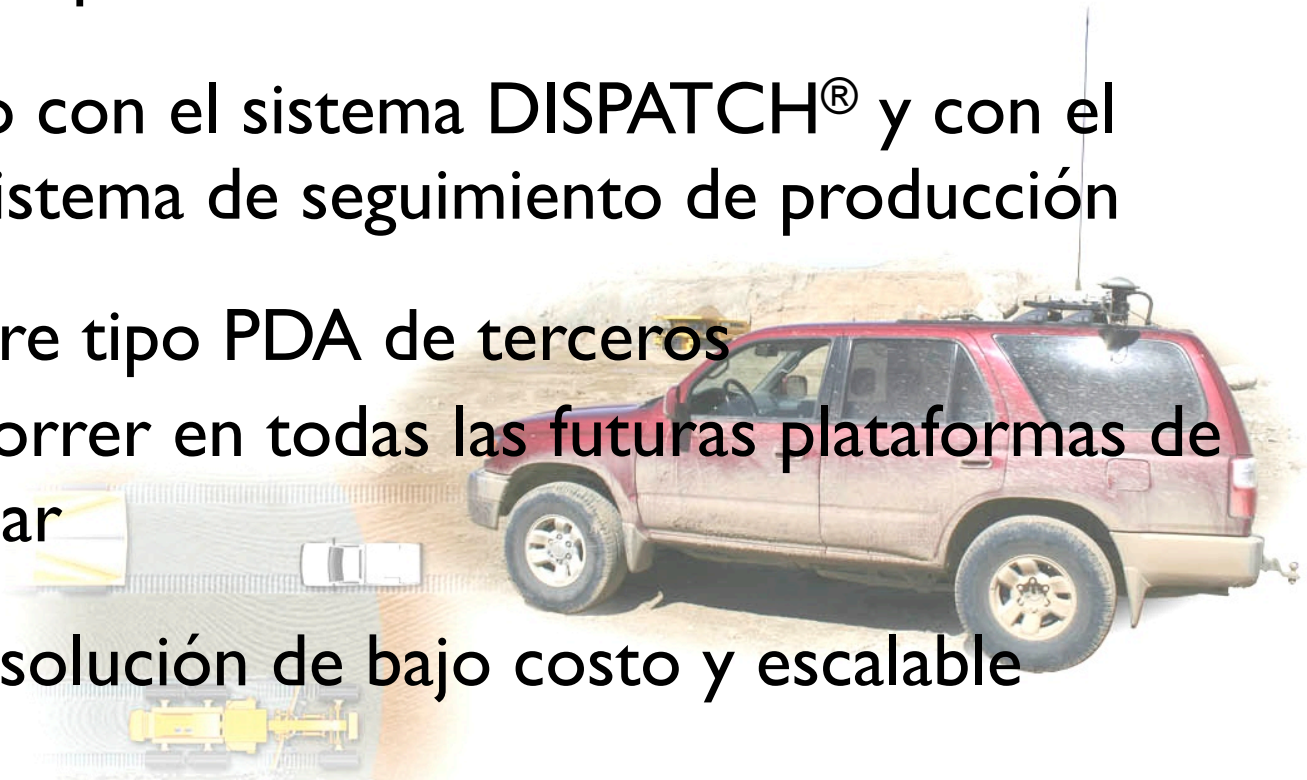 o con el sistema DISPATCH® y con el
istema de seguimiento de producción
re tipo PDA de terceros
orrer en todas las futuras plataformas de
ar
solución de bajo costo y escalable